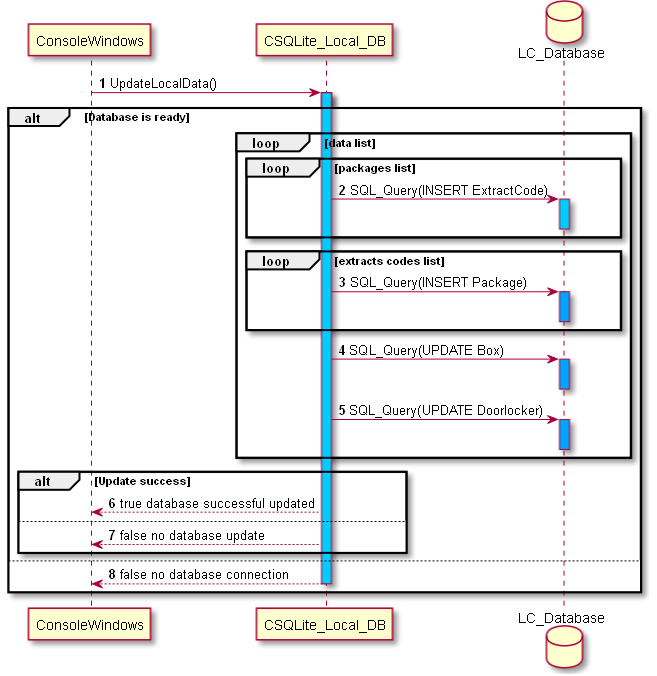 ConsoleWindows
CSQLite_Local_DB
LC_Database
1 UpdateLocalData()
alt [Database is ready]
loop [data list]
loop [packages list]
2 SQL_Query(INSERT ExtractCode)
loop [extracts codes list]
3 SQL_Query(INSERT Package)
4 SQL_Query(UPDATE Box)
5 SQL_Query(UPDATE Doorlocker)
alt [Update success]
6 true database successful updated
7 false no database update
8 false no database connection
ConsoleWindows
CSQLite_Local_DB
LC_Database